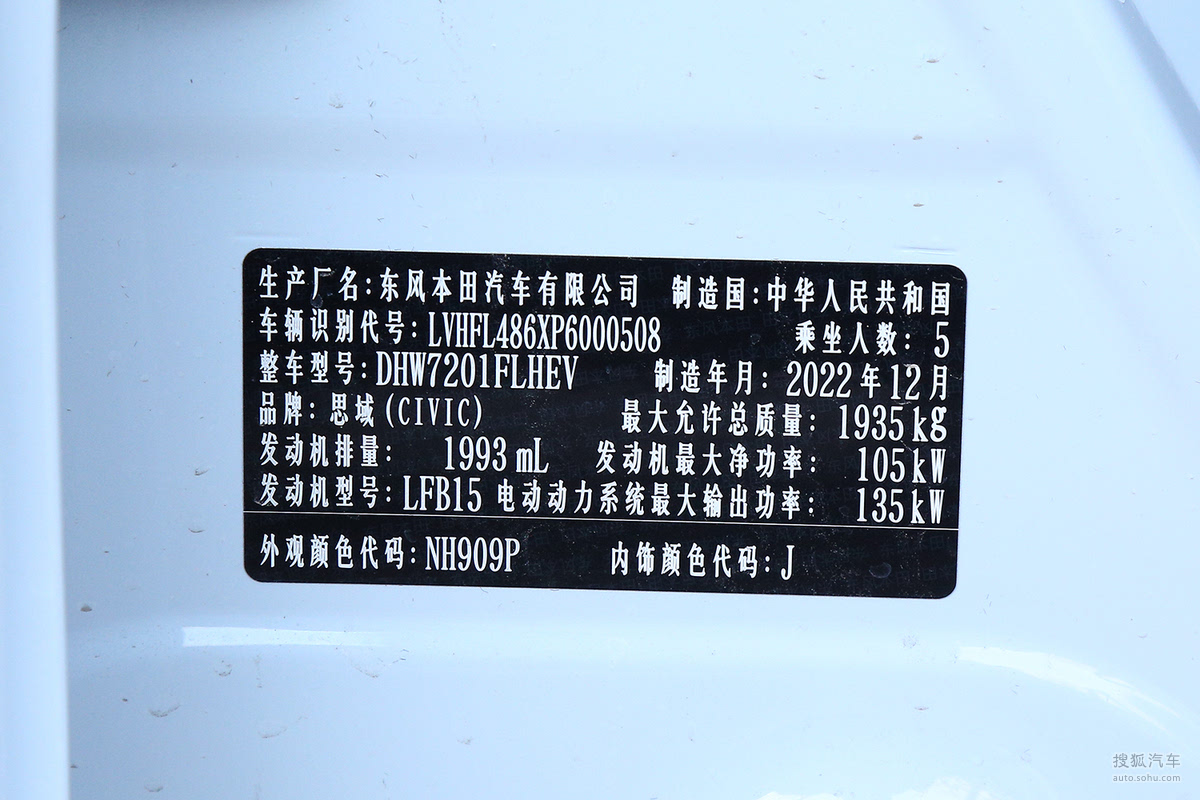 生产厂名:东风本田汽车有限公司 制造国:中华人民共和国
车辆识别代号:LVHFL486XP6000508 乘坐人数:5
整车型号:DHW7201FLHEV 制造年月:2022年12月
品牌:思域(CIVIC) 最大允许总质量:1935kg
发动机排量: 1993mL 发动机最大净功率: 105kW
发动机型号:LFB15 电动动力系统最大输出功率: 135kW
外观颜色代码:NH909P 内饰颜色代码:J
搜狐汽车
auto.sohu.com